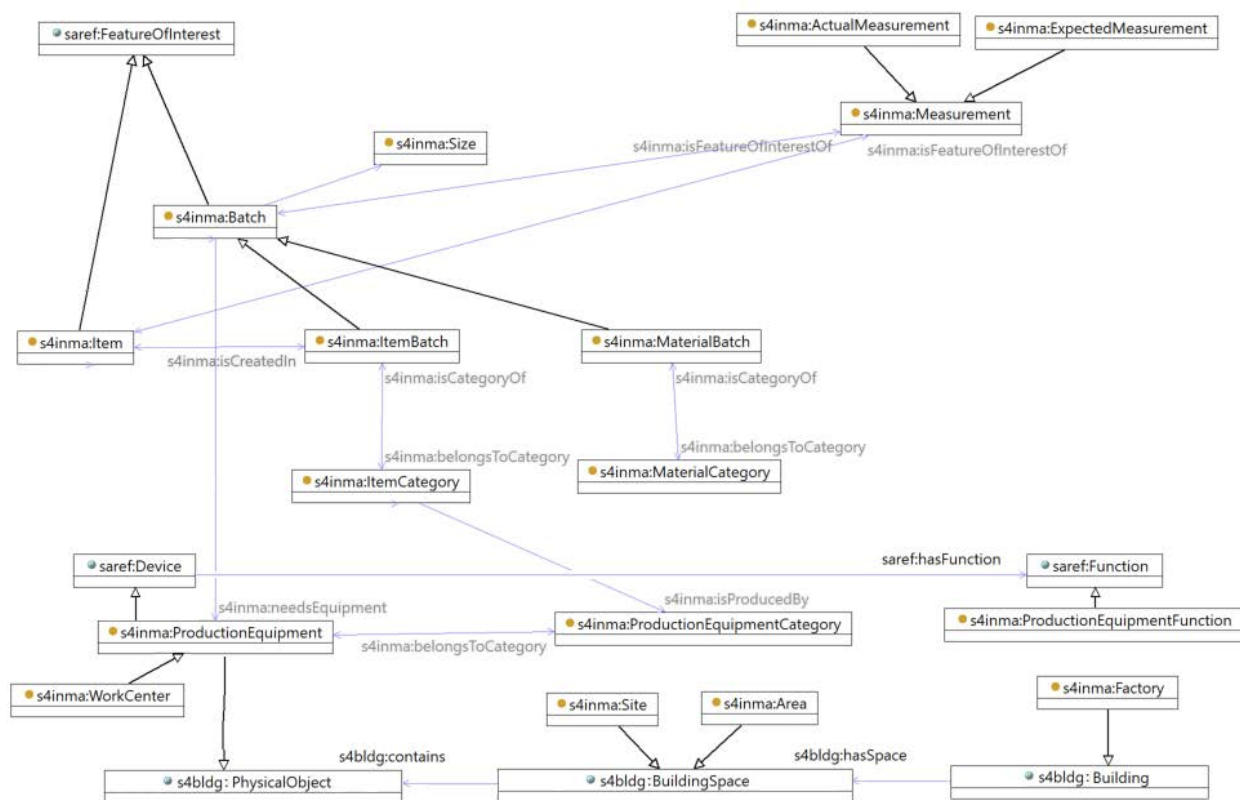 s4inma:ActualMeasurement
s4inma:ExpectedMeasurement
saref:FeatureOfInterest
s4inma:Measurement
s4inma:Size
s4inma:isFeatureOfInterestOf
s4inma:isFeatureOfInterestOf
s4inma:Batch
s4inma:Item
s4inma:ItemBatch
s4inma:MaterialBatch
s4inma:isCreatedIn
s4inma:isCategoryOf
s4inma:isCategoryOf
s4inma:belongsToCategory
s4inma:belongsToCategory
s4inma:ItemCategory
s4inma:MaterialCategory
saref:Device
saref:hasFunction
saref:Function
s4inma:needsEquipment
s4inma:isProducedBy
s4inma:ProductionEquipment
s4inma:belongsToCategory
s4inma:ProductionEquipmentCategory
s4inma:ProductionEquipmentFunction
s4inma:WorkCenter
s4inma:Site
s4inma:Area
s4inma:Factory
s4bldg:contains
s4bldg:hasSpace
s4bldg: PhysicalObject
s4bldg: BuildingSpace
s4bldg: Building